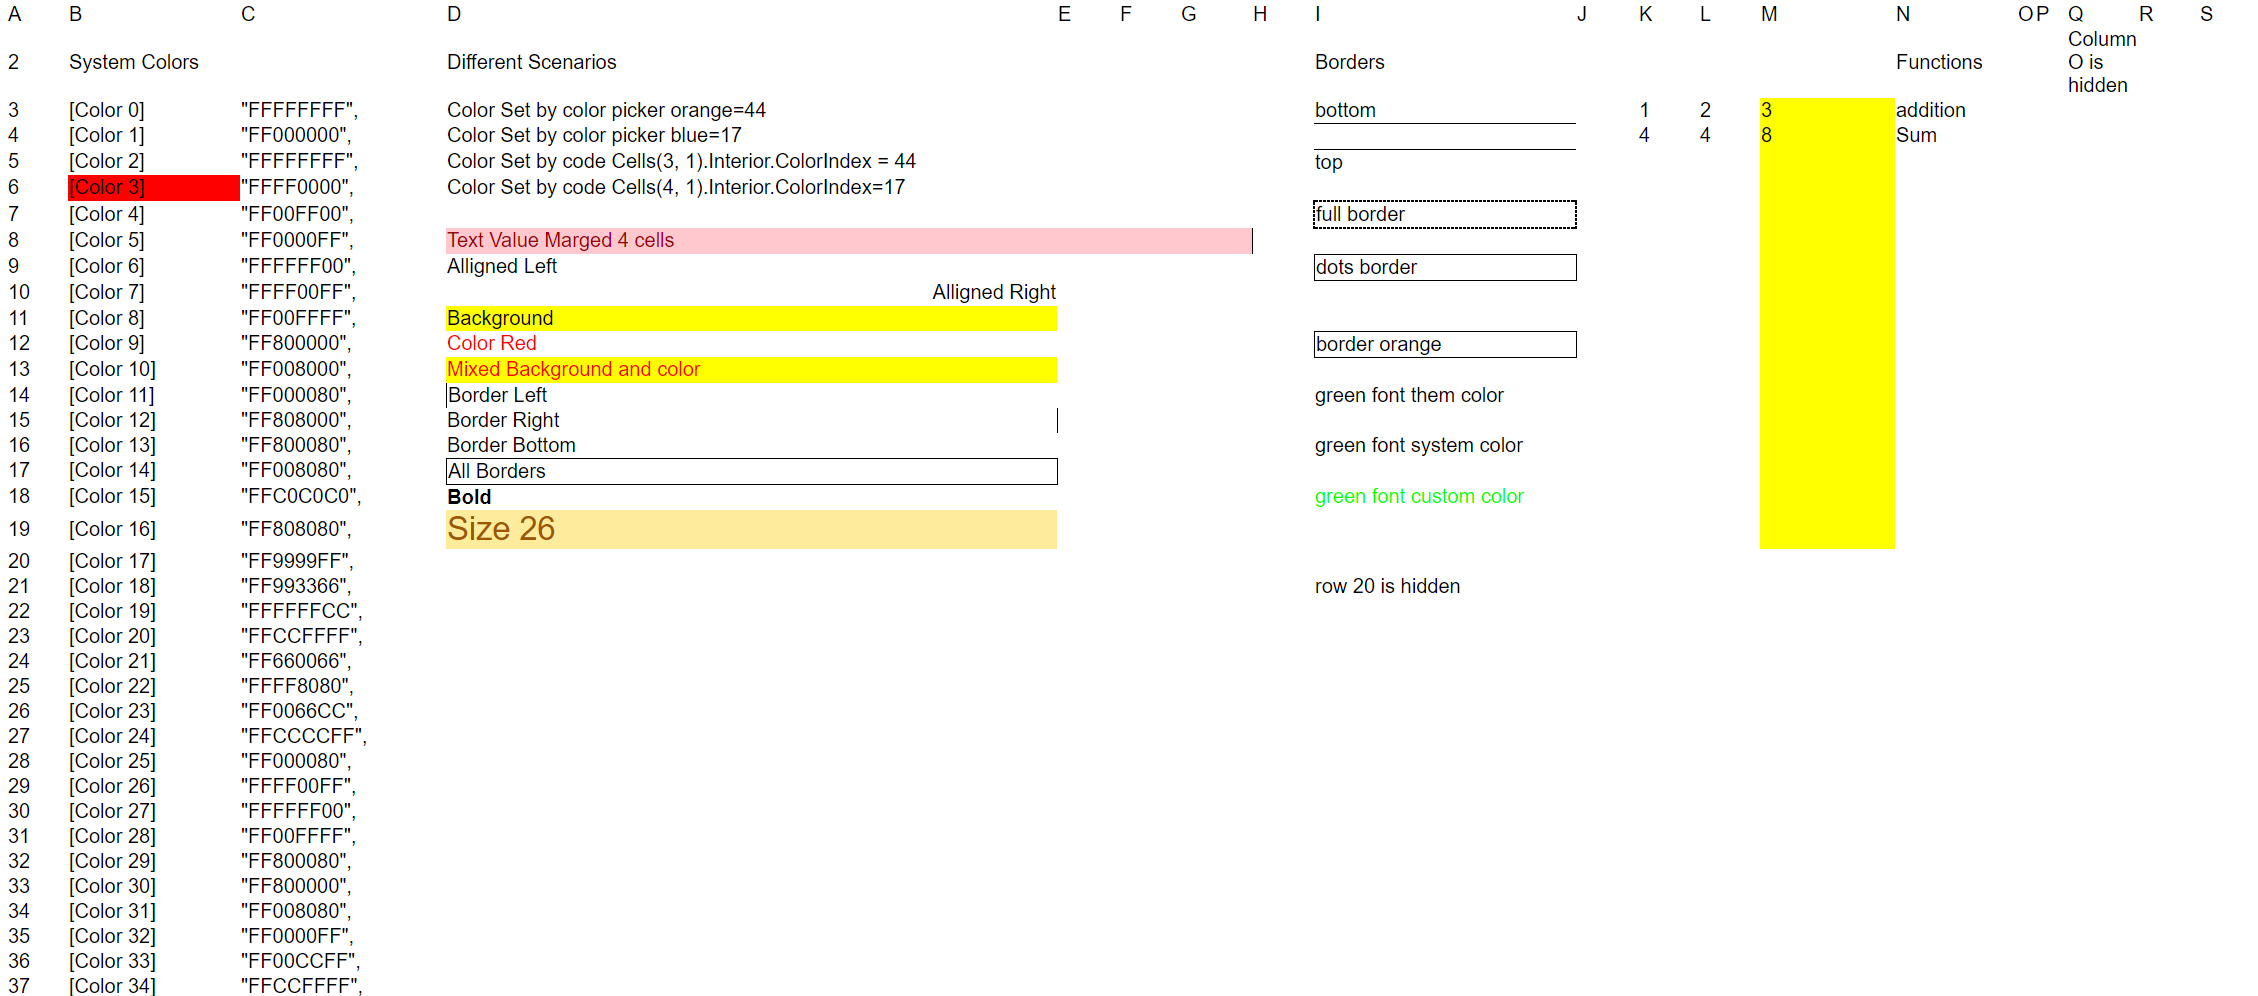 A B C D E F G H I J K L M N O P Q R S
2 System Colors Different Scenarios Borders Functions Column O is hidden
3 [Color 0] "FFFFFFFF", Color Set by color picker orange=44 bottom 1 2 3 addition
4 [Color 1] "FF000000", Color Set by color picker blue=17 4 4 8 Sum
5 [Color 2] "FFFFFFFF", Color Set by code Cells(3, 1).Interior.ColorIndex = 44 top
6 [Color 3] "FFFF0000", Color Set by code Cells(4, 1).Interior.ColorIndex=17
7 [Color 4] "FF00FF00", full border
8 [Color 5] "FF0000FF", Text Value Marged 4 cells
9 [Color 6] "FFFFFF00", Alligned Left dots border
10 [Color 7] "FFFF00FF", Alligned Right
11 [Color 8] "FF00FFFF", Background
12 [Color 9] "FF800000", Color Red border orange
13 [Color 10] "FF008000", Mixed Background and color
14 [Color 11] "FF000080", Border Left green font them color
15 [Color 12] "FF808000", Border Right
16 [Color 13] "FF800080", Border Bottom green font system color
17 [Color 14] "FF008080", All Borders
18 [Color 15] "FFC0C0C0", Bold green font custom color
19 [Color 16] "FF808080", Size 26
20 [Color 17] "FF9999FF",
21 [Color 18] "FF993366", row 20 is hidden
22 [Color 19] "FFFFFFCC",
23 [Color 20] "FFCCFFFF",
24 [Color 21] "FF660066",
25 [Color 22] "FFFF8080",
26 [Color 23] "FF0066CC",
27 [Color 24] "FFCCCCFF",
28 [Color 25] "FF000080",
29 [Color 26] "FFFF00FF",
30 [Color 27] "FFFFFF00",
31 [Color 28] "FF00FFFF",
32 [Color 29] "FF800080",
33 [Color 30] "FF800000",
34 [Color 31] "FF008080",
35 [Color 32] "FF0000FF",
36 [Color 33] "FF00CCFF",
37 [Color 34] "FFCCFFFF",